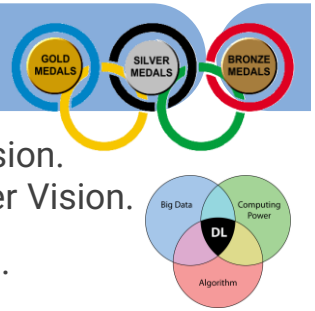 GOLD
MEDALS
SILVER
MEDALS
BRONZE
MEDALS
sion.
er Vision.
.
Big Data
Computing
Power
DL
Algorithm